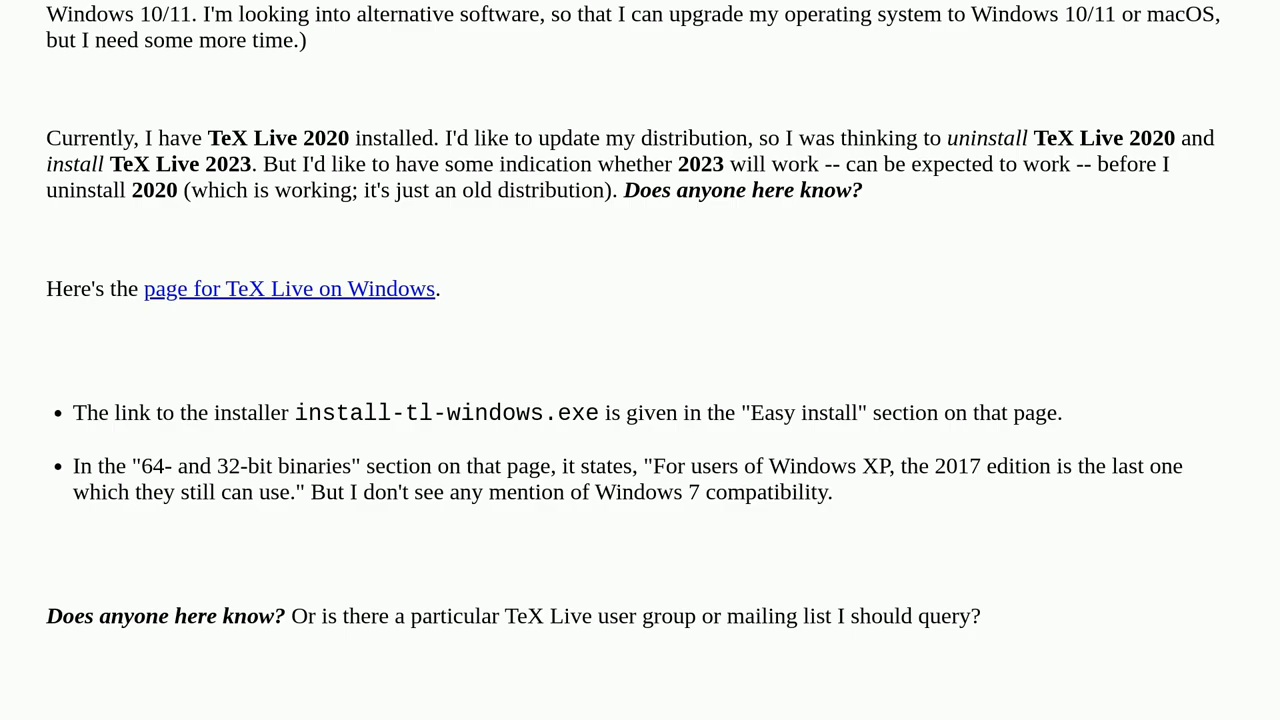 Windows 10/11. I'm looking into alternative software, so that I can upgrade my operating system to Windows 10/11 or macOS,
but I need some more time.)
Currently, I have TeX Live 2020 installed. I'd like to update my distribution, so I was thinking to uninstall TeX Live 2020 and
install TeX Live 2023. But I'd like to have some indication whether 2023 will work -- can be expected to work -- before I
uninstall 2020 (which is working; it's just an old distribution). Does anyone here know?
Here's the page for TeX Live on Windows.
• The link to the installer install-tl-windows.exe is given in the "Easy install" section on that page.
• In the "64- and 32-bit binaries" section on that page, it states, "For users of Windows XP, the 2017 edition is the last one
which they still can use." But I don't see any mention of Windows 7 compatibility.
Does anyone here know? Or is there a particular TeX Live user group or mailing list I should query?